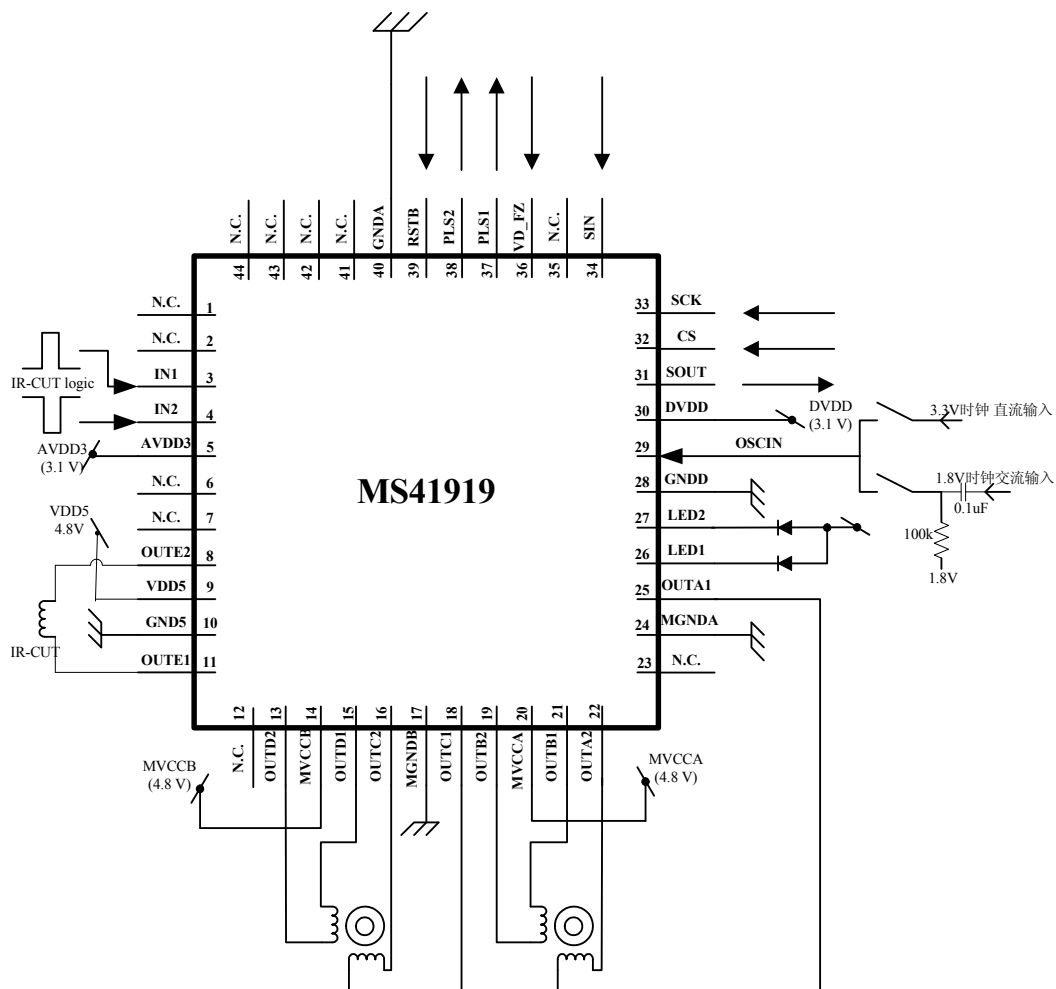 N.C.
N.C.
N.C.
N.C.
GNDA
RSTB
PLS2
PLS1
VD_FZ
N.C.
SIN
44
43
42
41
40
39
38
37
36
35
34
N.C.
1
N.C.
2
IN1
3
IN2
4
AVDD3
5
N.C.
6
N.C.
7
OUTE2
8
VDD5
9
GND5
10
OUTE1
11
IR-CUT logic
AVDD3
(3.1 V)
VDD5
4.8V
IR-CUT
MS41919
33
SCK
32
CS
31
SOUT
30
DVDD
29
OSCIN
28
GNDD
27
LED2
26
LED1
25
OUTA1
24
MGNDA
23
N.C.
DVDD
(3.1 V)
3.3V时钟 直流输入
1.8V时钟交流输入
0.1uF
100k
1.8V
12
13
14
15
16
17
18
19
20
21
22
N.C.
OUTD2
MVCCB
OUTD1
OUTC2
MGNDB
OUTC1
OUTB2
MVCCA
OUTB1
OUTA2
MVCCB
(4.8 V)
MVCCA
(4.8 V)